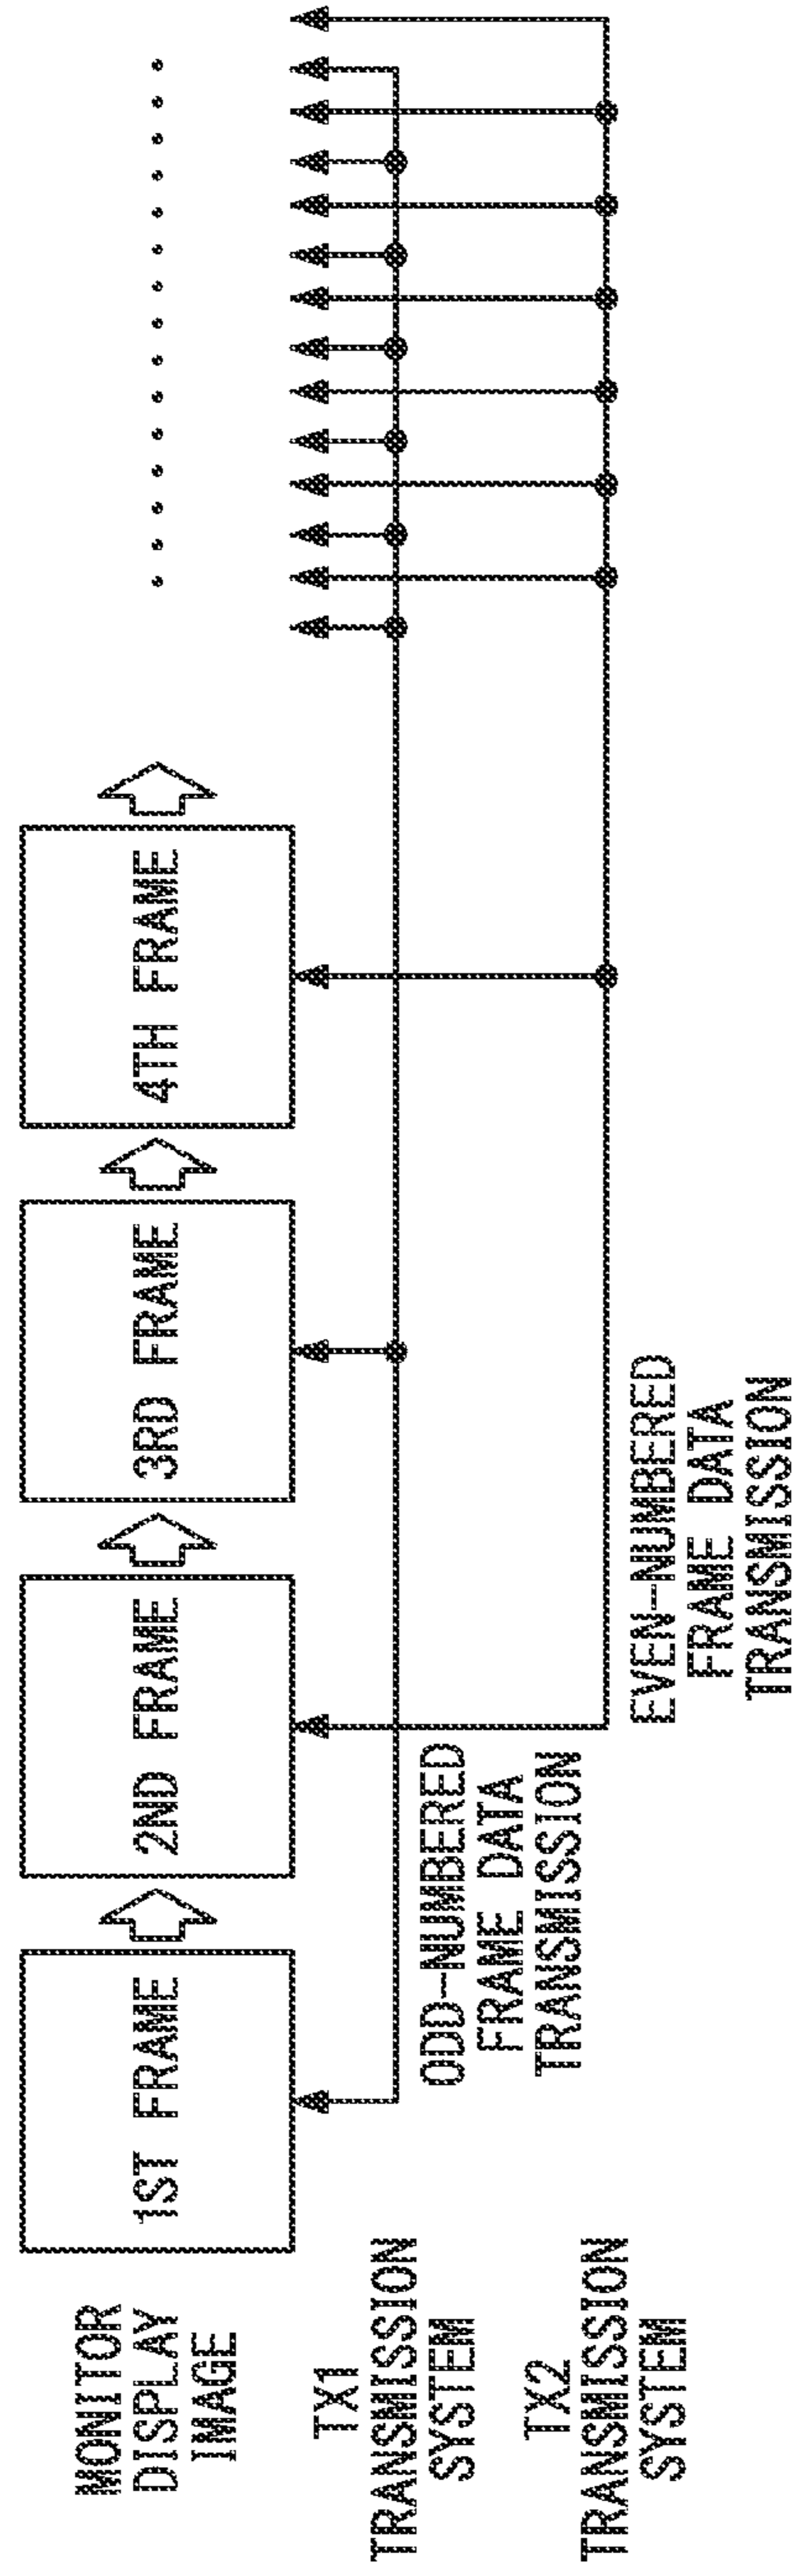 MONITOR
DISPLAY
IMAGE
1ST FRAME
2ND FRAME
3RD FRAME
4TH FRAME
TX1
TRANSMISSION
SYSTEM
ODD-NUMBERED
FRAME DATA
TRANSMISSION
TX2
TRANSMISSION
SYSTEM
EVEN-NUMBERED
FRAME DATA
TRANSMISSION